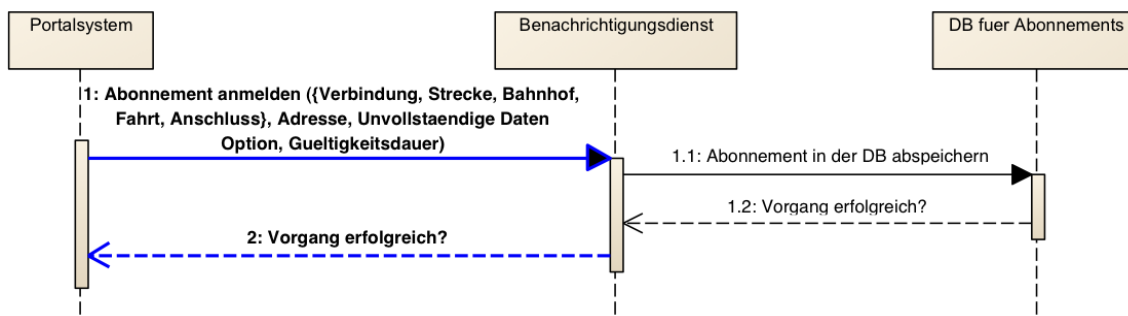 Portalsystem
Benachrichtigungsdienst
DB fuer Abonnements
1: Abonnement anmelden ({Verbindung, Strecke, Bahnhof,
Fahrt, Anschluss}, Adresse, Unvollstaendige Daten
Option, Gueltigkeitsdauer)
1.1: Abonnement in der DB abspeichern
1.2: Vorgang erfolgreich?
2: Vorgang erfolgreich?